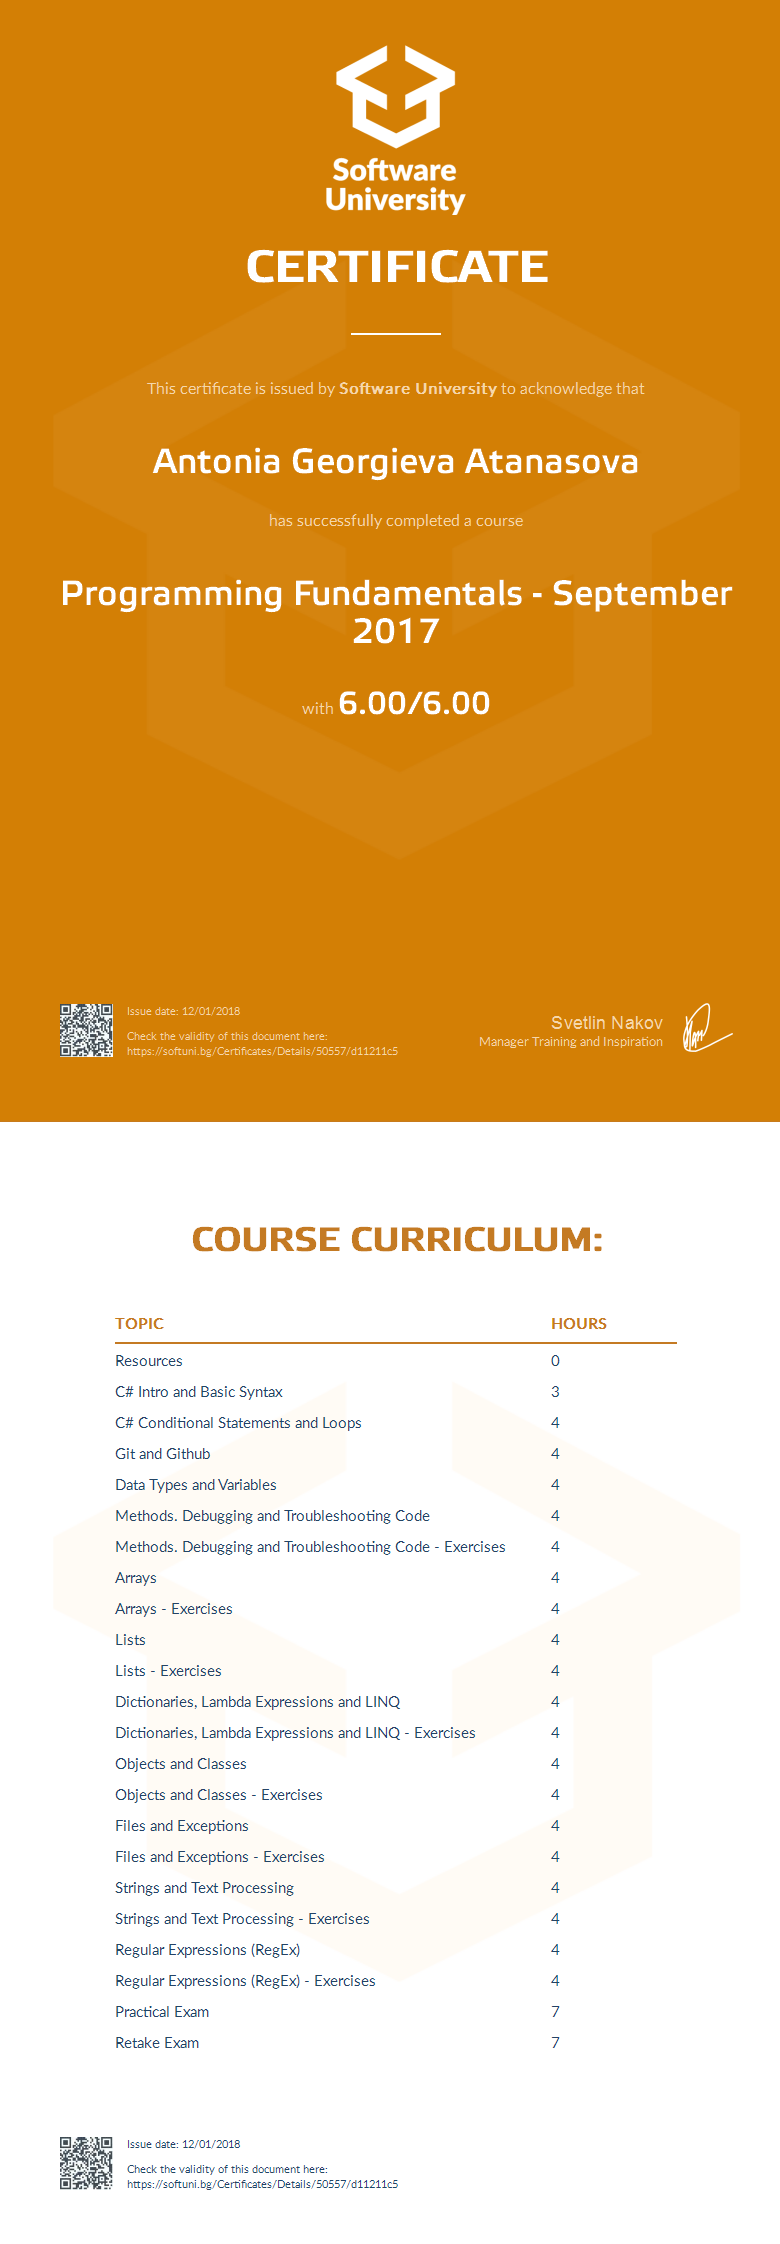 Software
University
CERTIFICATE
This certificate is issued by Software University to acknowledge that
Antonia Georgieva Atanasova
has successfully completed a course
Programming Fundamentals - September
2017
with 6.00/6.00
Issue date: 12/01/2018
Check the validity of this document here:
https://softuni.bg/Certificates/Details/50557/d11211c5
Svetlin Nakov
Manager Training and Inspiration
COURSE CURRICULUM:
TOPIC HOURS
Resources 0
C# Intro and Basic Syntax 3
C# Conditional Statements and Loops 4
Git and Github 4
Data Types and Variables 4
Methods. Debugging and Troubleshooting Code 4
Methods. Debugging and Troubleshooting Code - Exercises 4
Arrays 4
Arrays - Exercises 4
Lists 4
Lists - Exercises 4
Dictionaries, Lambda Expressions and LINQ 4
Dictionaries, Lambda Expressions and LINQ - Exercises 4
Objects and Classes 4
Objects and Classes - Exercises 4
Files and Exceptions 4
Files and Exceptions - Exercises 4
Strings and Text Processing 4
Strings and Text Processing - Exercises 4
Regular Expressions (RegEx) 4
Regular Expressions (RegEx) - Exercises 4
Practical Exam 7
Retake Exam 7
Issue date: 12/01/2018
Check the validity of this document here:
https://softuni.bg/Certificates/Details/50557/d11211c5